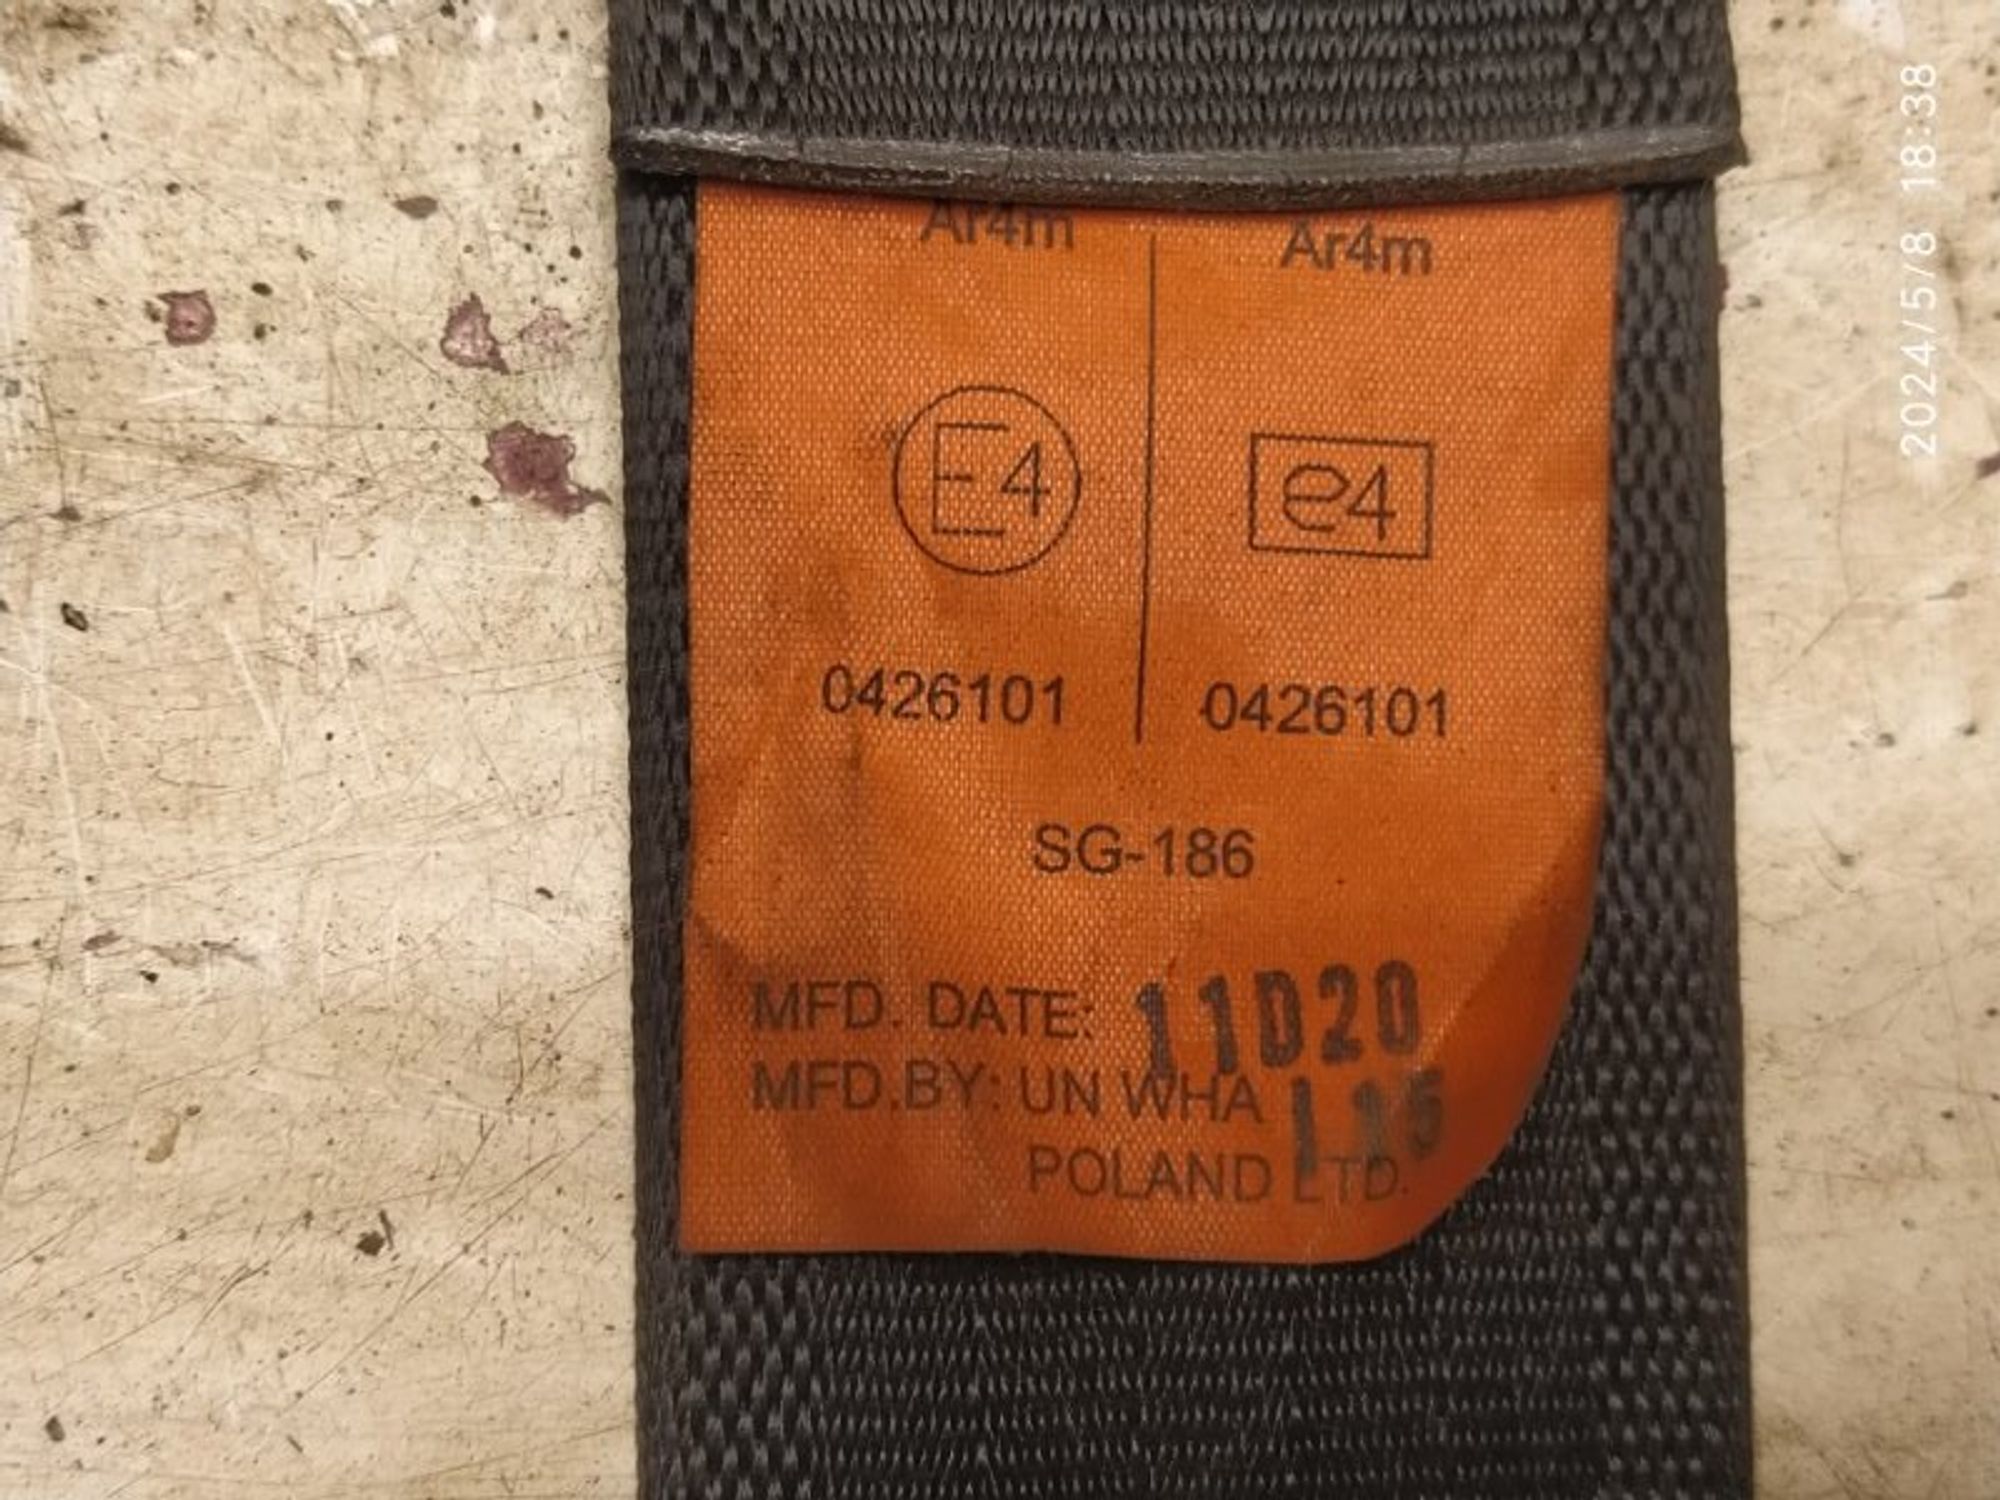 Ar4m Ar4m
E4 e4
0426101 0426101
SG-186
MFD. DATE: 11D20
MFD.BY: UN WHA
POLAND LTD.
2024/5/8 18:38